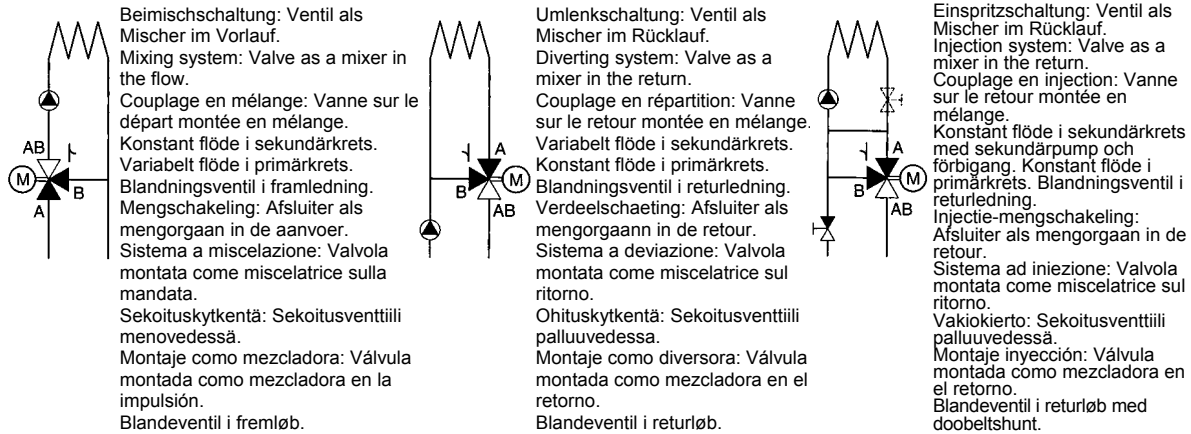 AB
M
A
B
Beimischschaltung: Ventil als
Mischer im Vorlauf.
Mixing system: Valve as a mixer in
the flow.
Couplage en mélange: Vanne sur le
départ montée en mélange.
Konstant flöde i sekundärkrets.
Variabelt flöde i primärkrets.
Blandningsventil i framledning.
Mengschakeling: Afsluiter als
mengorgaan in de aanvoer.
Sistema a miscelazione: Valvola
montata come miscelatrice sulla
mandata.
Sekoituskytkentä: Sekoitusventtiili
menovedessä.
Montaje como mezcladora: Válvula
montada como mezcladora en la
impulsión.
Blandeventil i fremløb.
A
B
M
AB
Umlenkschaltung: Ventil als
Mischer im Rücklauf.
Diverting system: Valve as a
mixer in the return.
Couplage en répartition: Vanne
sur le retour montée en mélange.
Variabelt flöde i sekundärkrets.
Konstant flöde i primärkrets.
Blandningsventil i returledning.
Verdeelschaeting: Afsluiter als
mengorgaann in de retour.
Sistema a deviazione: Valvola
montata come miscelatrice sul
ritorno.
Ohituskytkentä: Sekoitusventtiili
palluuvedessa.
Montaje como diversora: Válvula
montada como mezcladora en el
retorno.
Blandeventil i returløb.
A
B
M
AB
Einspritzschaltung: Ventil als
Mischer im Rücklauf.
Injection system: Valve as a
mixer in the return.
Couplage en injection: Vanne
sur le retour montée en
mélange.
Konstant flöde i sekundärkrets
med sekundärpump och
förbigang. Konstant flöde i
primärkrets. Blandningsventil i
returledning.
Injectie-mengschakeling:
Afsluiter als mengorgaan in de
retour.
Sistema ad iniezione: Valvola
montata come miscelatrice sul
ritorno.
Vakiokierto: Sekoitusventtiili
palluuvedessä.
Montaje inyección: Válvula
montada como mezcladora en
el retorno.
Blandeventil i returløb med
doobeltshunt.